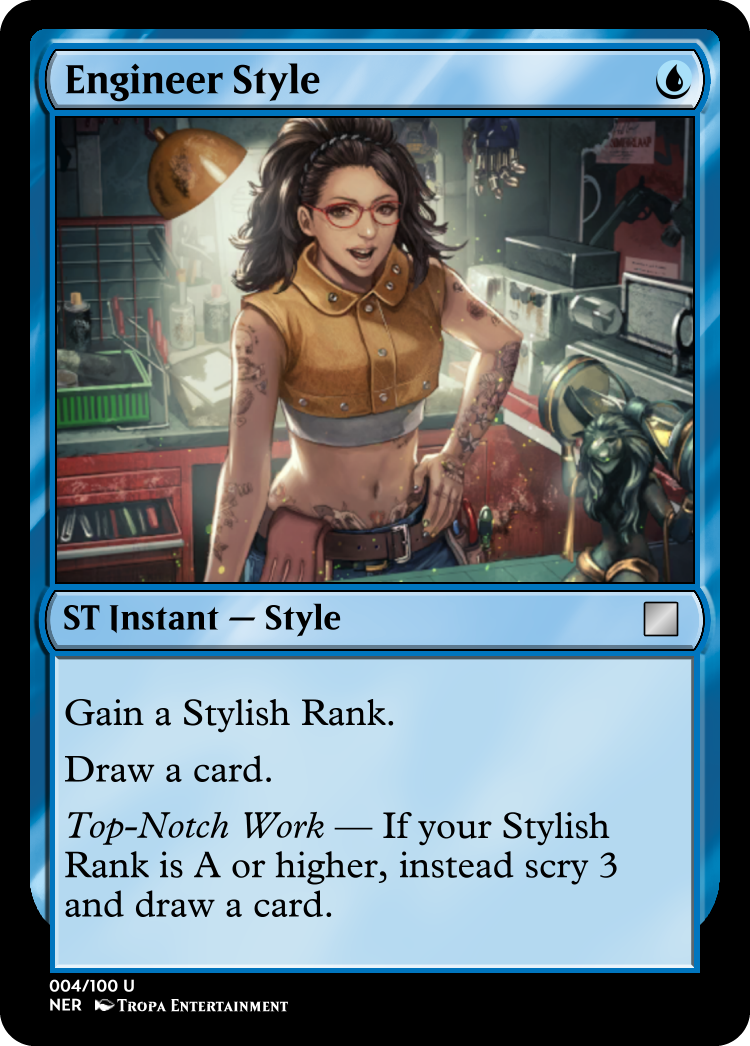 Engineer Style
ST Instant — Style
Gain a Stylish Rank.
Draw a card.
Top-Notch Work — If your Stylish
Rank is A or higher, instead scry 3
and draw a card.
004/100 U
NER Tropa Entertainment